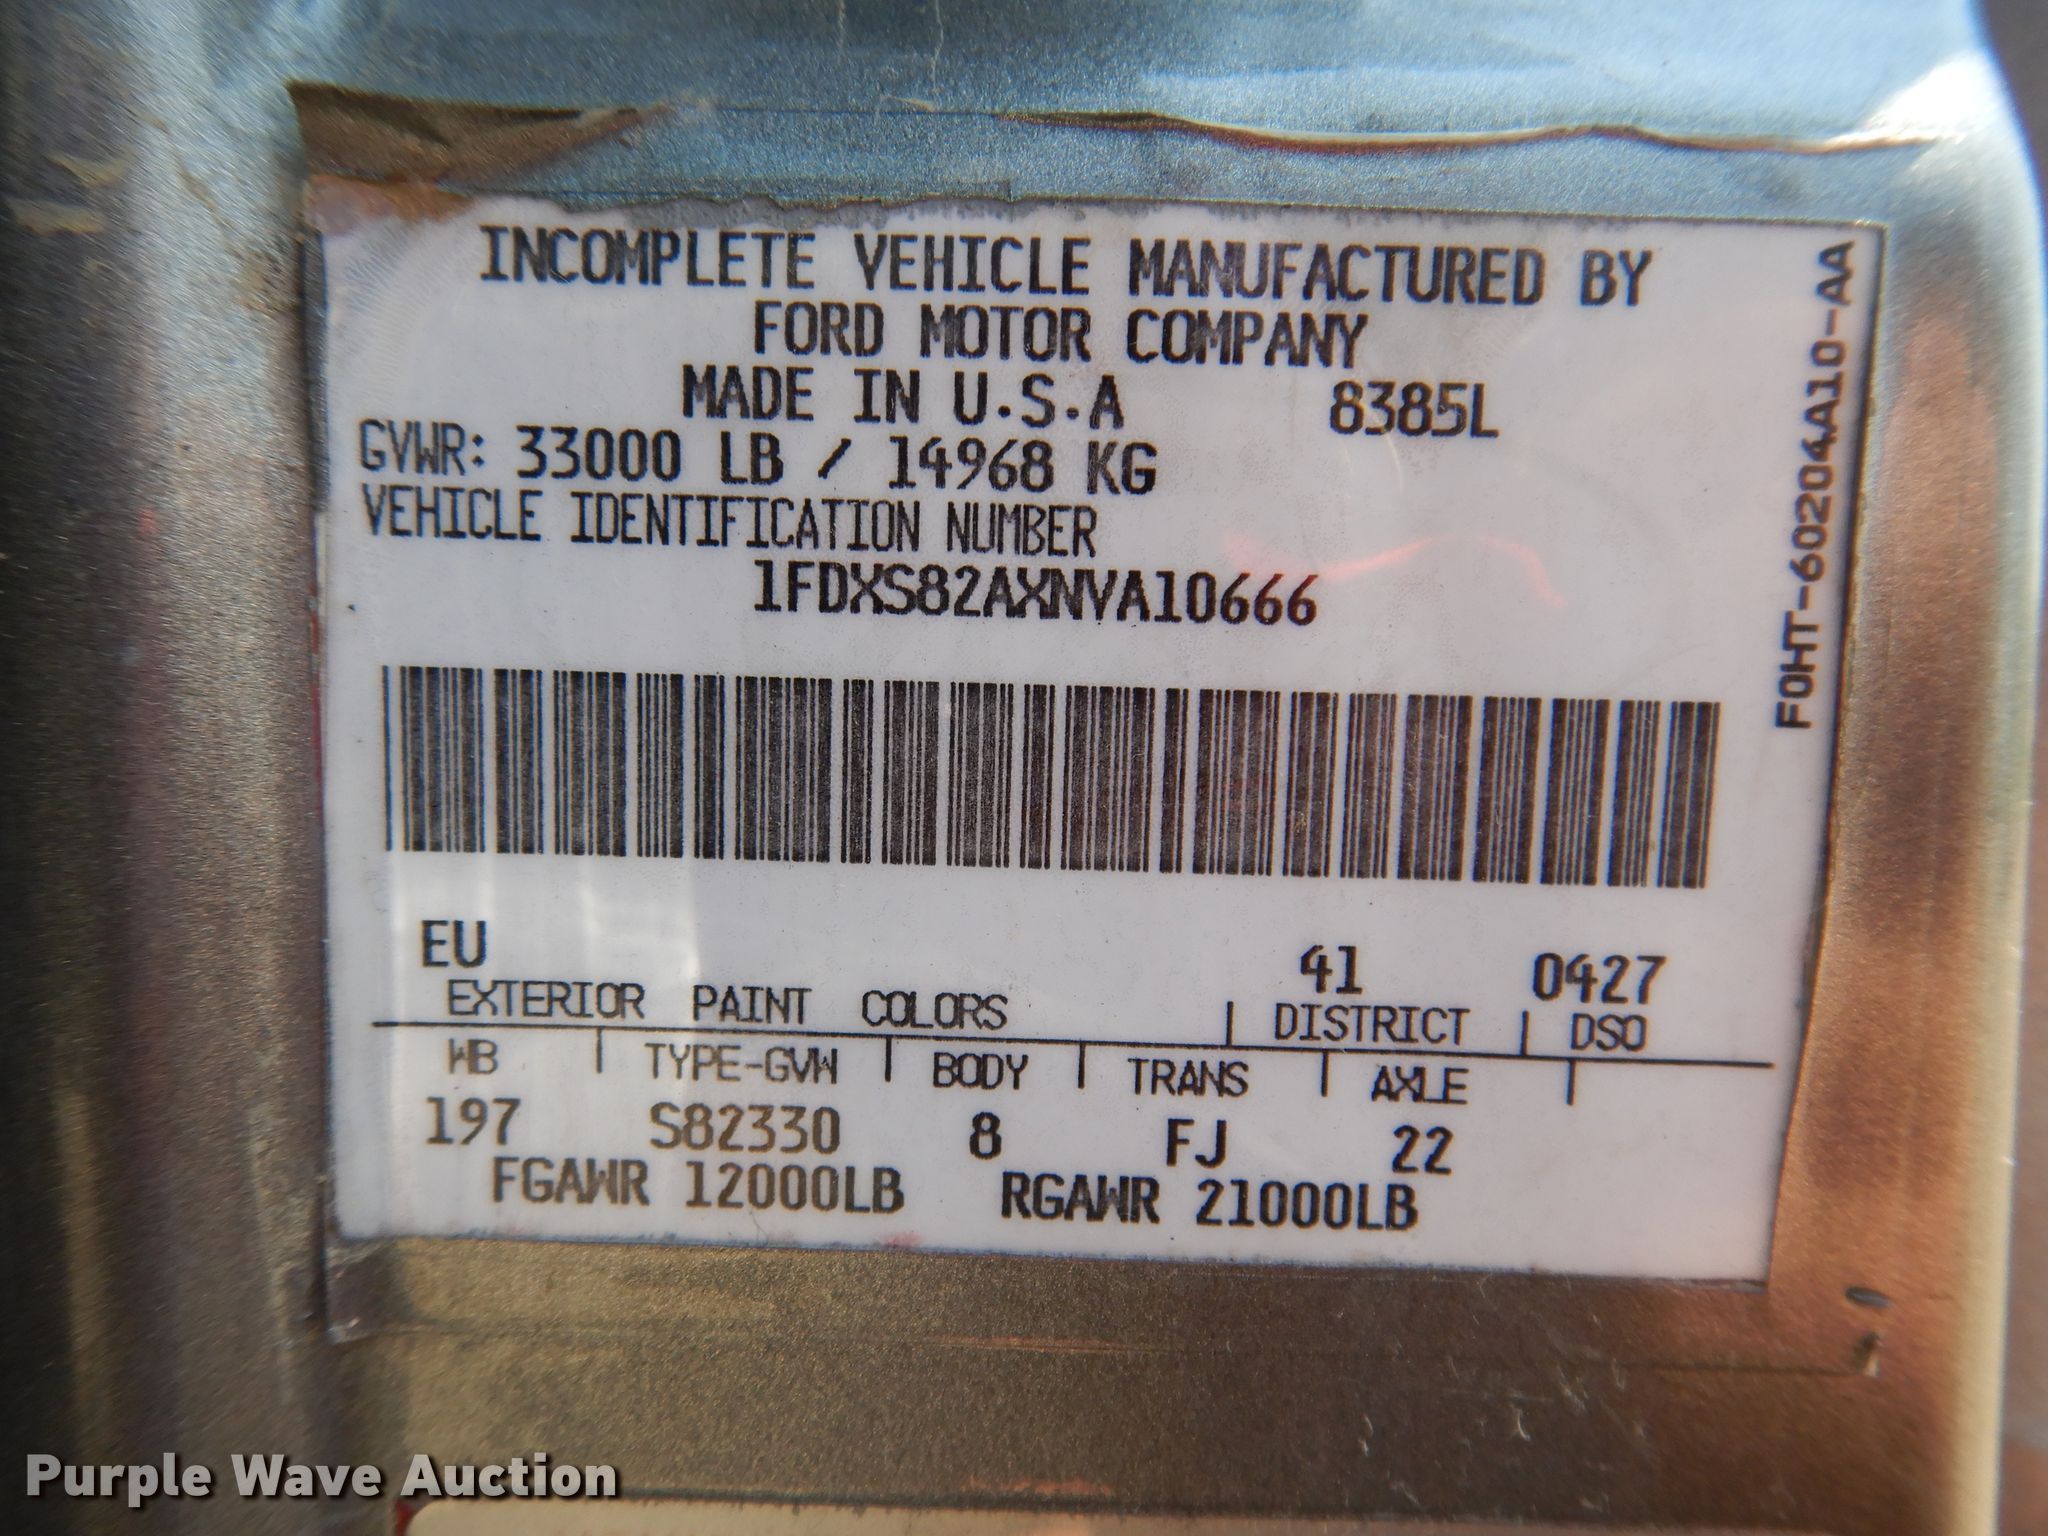 INCOMPLETE VEHICLE MANUFACTURED BY
FORD MOTOR COMPANY
MADE IN U.S.A 8385L
GVWR: 33000 LB / 14968 KG
VEHICLE IDENTIFICATION NUMBER
1FDXS82AXNVA10666
EU 41 0427
EXTERIOR PAINT COLORS | DISTRICT | DSO
WB | TYPE-GVW | BODY | TRANS | AXLE |
197 S82330 8 FJ 22
FGAWR 12000LB RGAWR 21000LB
F0HT-60204A10-AA
Purple Wave Auction